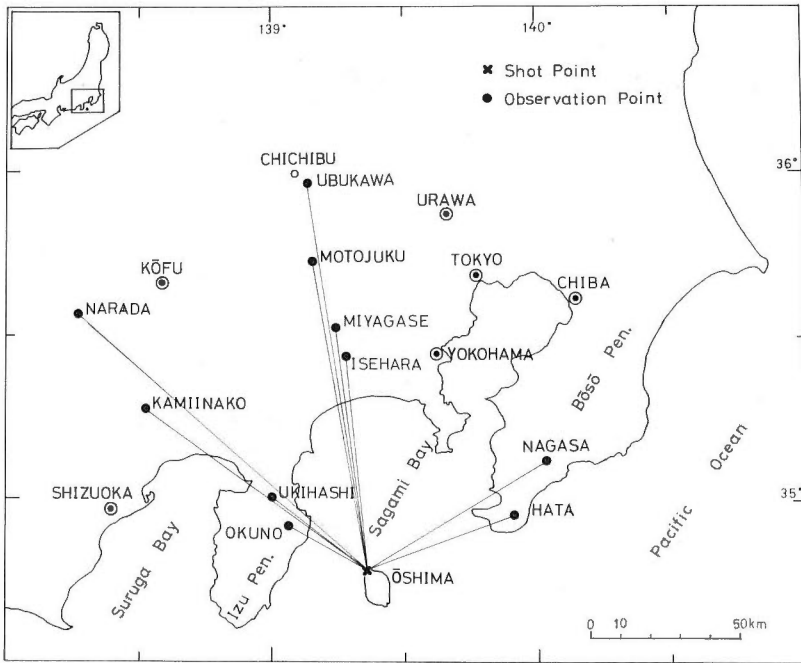 139°
140°
✖ Shot Point
● Observation Point
CHICHIBU
UBUKAWA
36°
URAWA
MOTOJUKU
TOKYO
KŌFU
CHIBA
NARADA
MIYAGASE
ISEHARA
YOKOHAMA
Bōsō Pen.
KAMIINAKO
NAGASA
Sagami Bay
Pacific Ocean
SHIZUOKA
UKIHASHI
35°
HATA
OKUNO
Suruga Bay
Izu Pen.
ŌSHIMA
0 10 50km